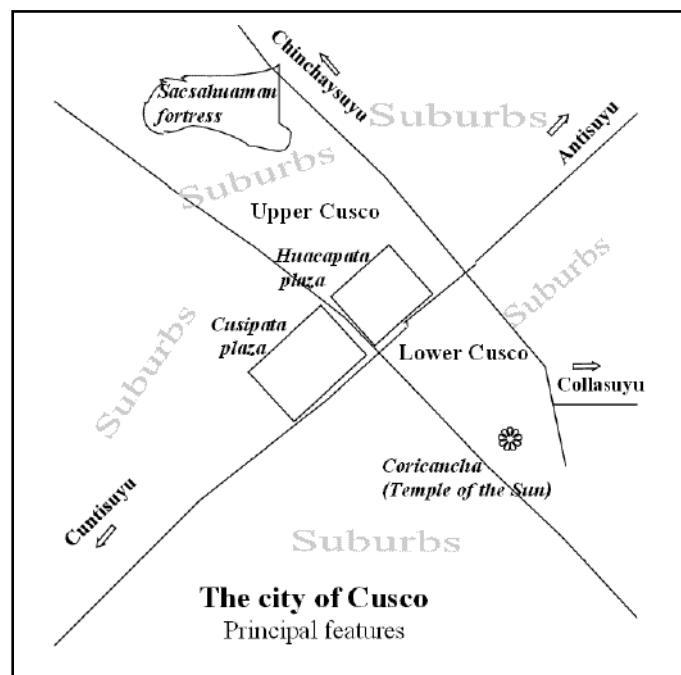 Chinchaysuyu
Sacsahuaman
fortress
Suburbs
Antisuyu
Suburbs
Upper Cusco
Huacapata
plaza
Suburbs
Cusipata
plaza
Suburbs
Lower Cusco
Collasuyu
Coricancha
(Temple of the Sun)
Cuntisuyu
Suburbs
The city of Cusco
Principal features